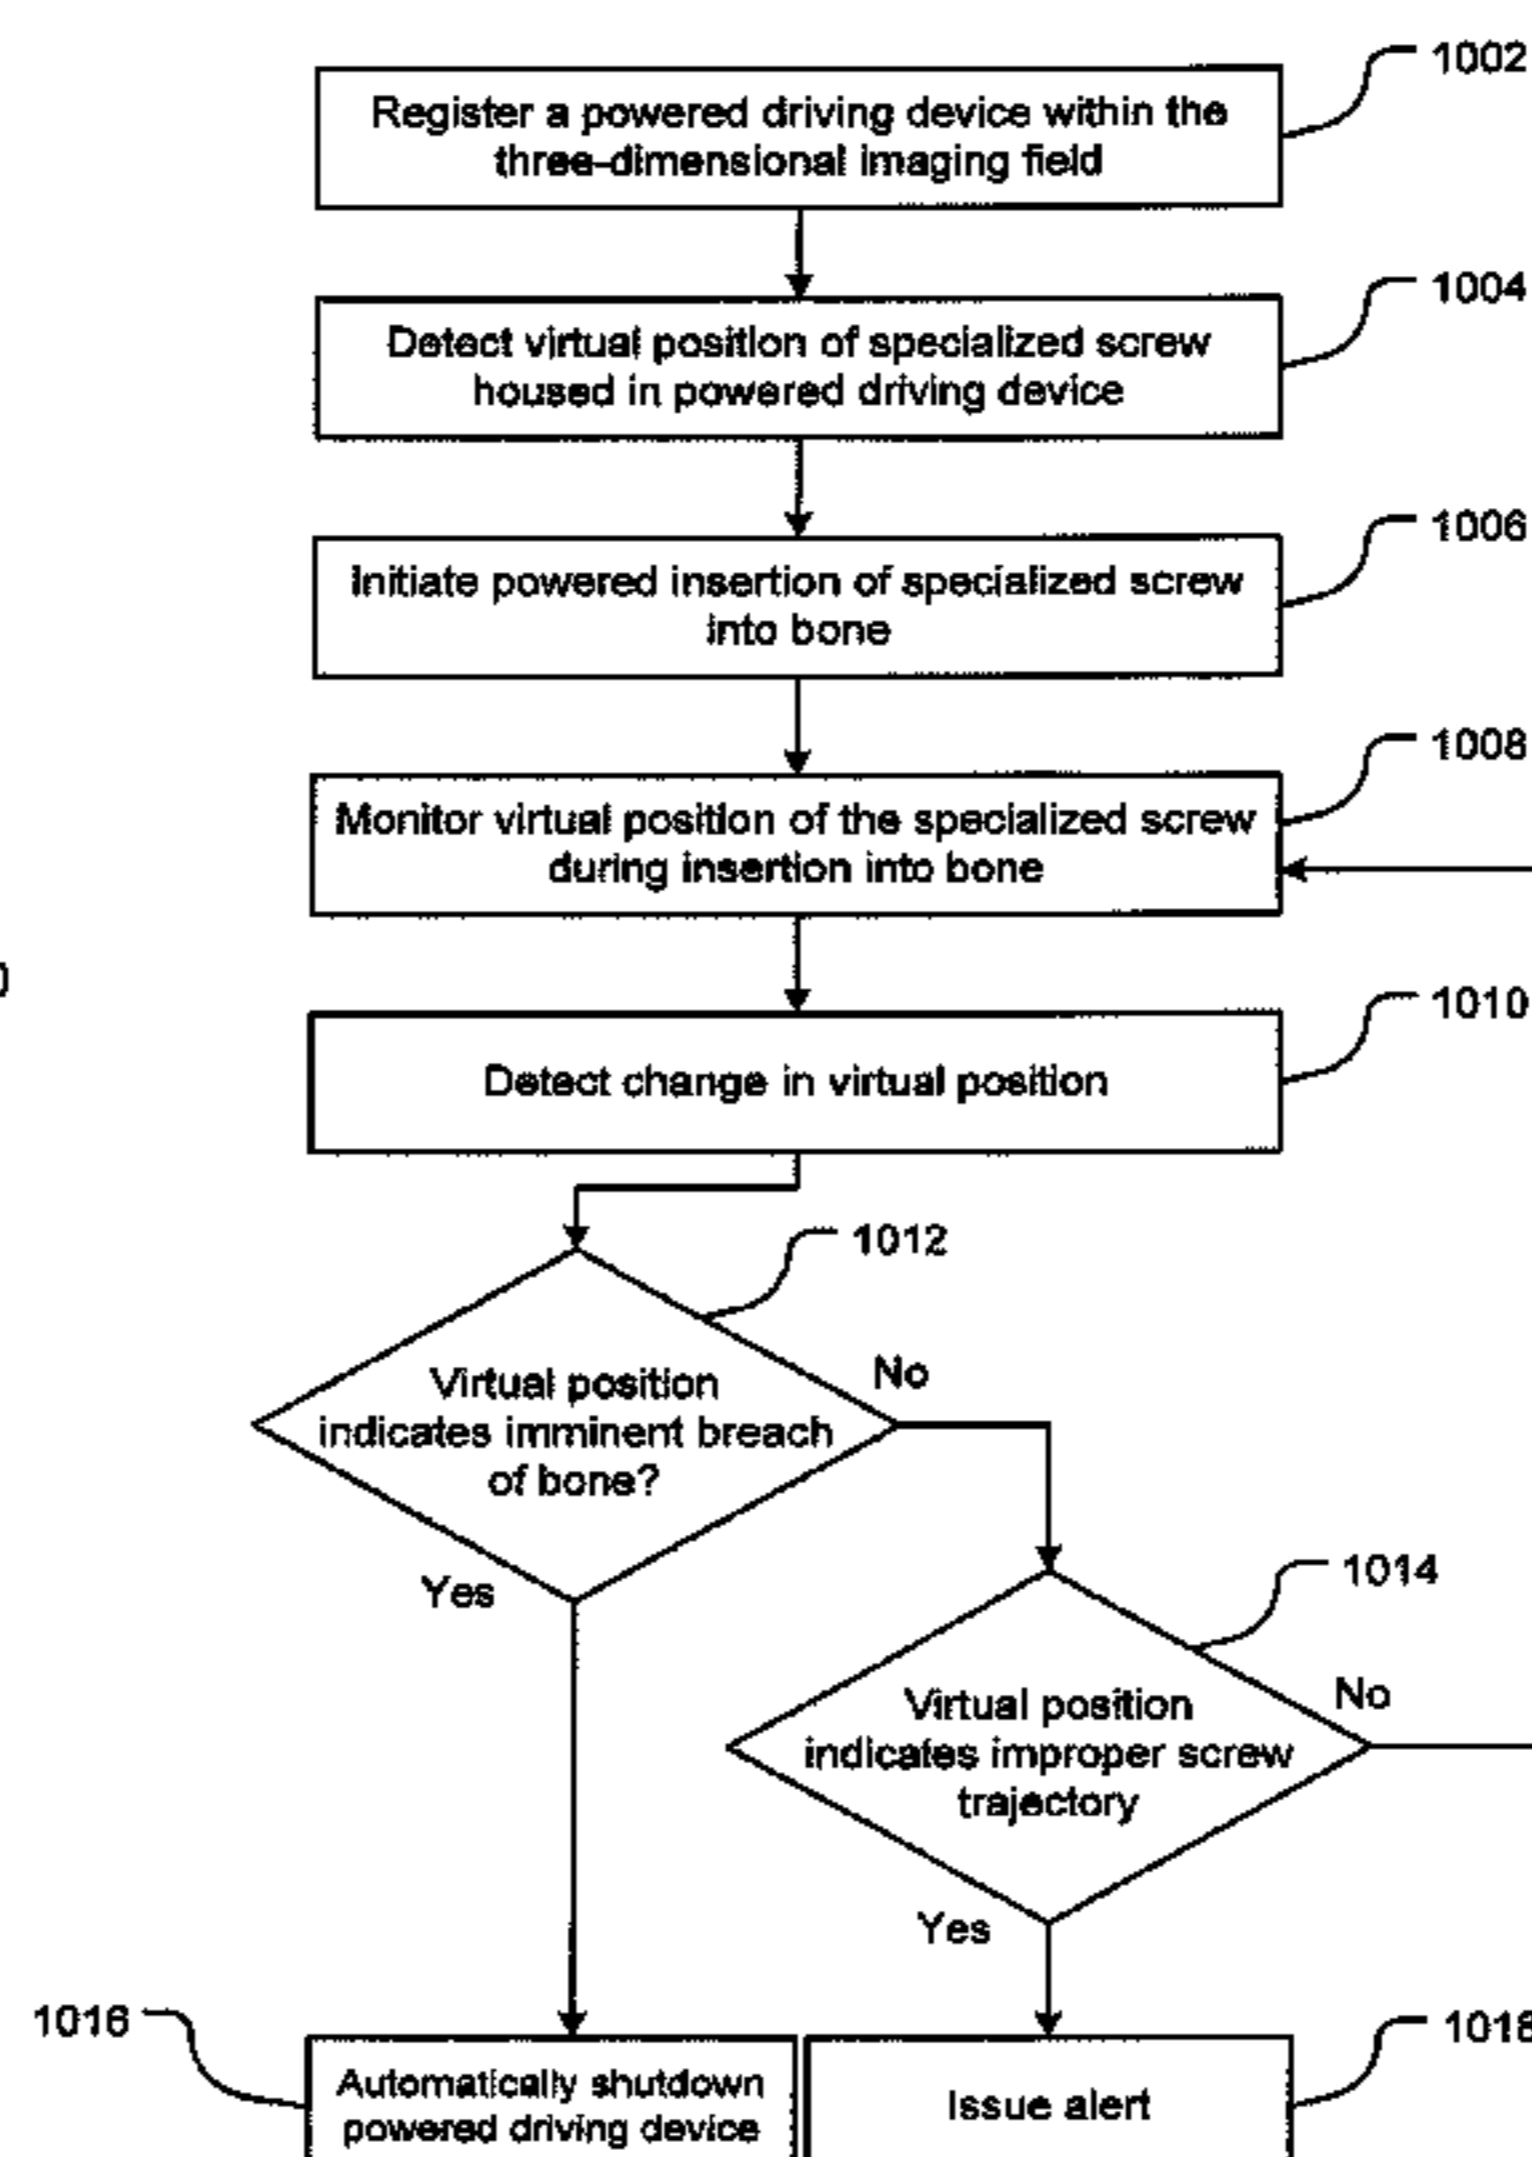 1002
Register a powered driving device within the
three-dimensional imaging field
1004
Detect virtual position of specialized screw
housed in powered driving device
1006
Initiate powered insertion of specialized screw
into bone
1008
Monitor virtual position of the specialized screw
during insertion into bone
1010
Detect change in virtual position
1012
Virtual position
indicates imminent breach
of bone?
No
Yes
1014
Virtual position
indicates improper screw
trajectory
No
Yes
1016
Automatically shutdown
powered driving device
1018
Issue alert